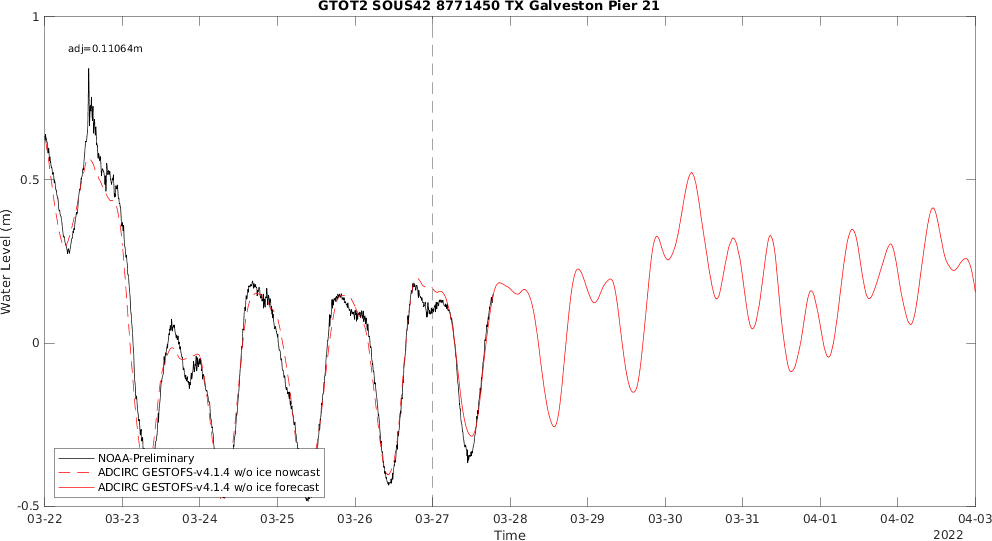 GTOT2 SOUS42 8771450 TX Galveston Pier 21
adj=0.11064m
1
0.5
0
-0.5
Water Level (m)
NOAA-Preliminary
ADCIRC GESTOFS-v4.1.4 w/o ice nowcast
ADCIRC GESTOFS-v4.1.4 w/o ice forecast
03-22 03-23 03-24 03-25 03-26 03-27 03-28 03-29 03-30 03-31 04-01 04-02 04-03
Time
2022